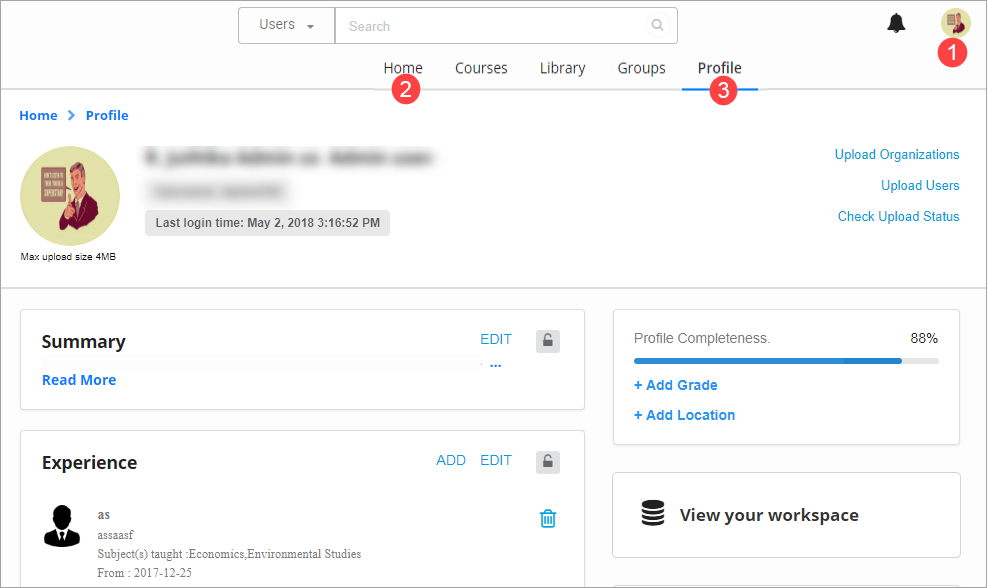 Users
Search
1
Home Courses Library Groups Profile
2 3
Home Profile
Upload Organizations
Upload Users
Check Upload Status
Last login time: May 2, 2018 3:16:52 PM
Max upload size 4MB
Summary EDIT
...
Read More
Profile Completeness. 88%
+ Add Grade
+ Add Location
Experience ADD EDIT
as
assaasf
Subject(s) taught :Economics,Environmental Studies
From : 2017-12-25
View your workspace